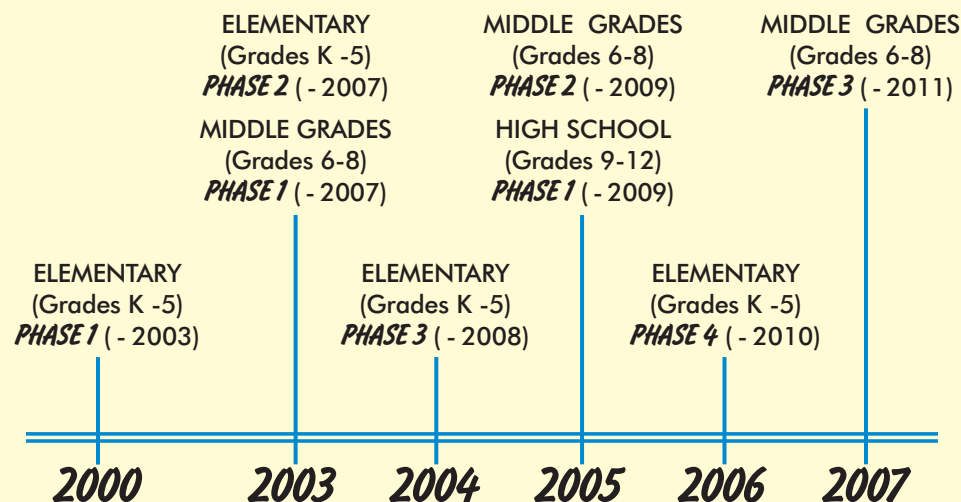 ELEMENTARY
(Grades K -5)
PHASE 2 ( - 2007)
MIDDLE GRADES
(Grades 6-8)
PHASE 1 ( - 2007)
MIDDLE GRADES
(Grades 6-8)
PHASE 2 ( - 2009)
HIGH SCHOOL
(Grades 9-12)
PHASE 1 ( - 2009)
MIDDLE GRADES
(Grades 6-8)
PHASE 3 ( - 2011)
ELEMENTARY
(Grades K -5)
PHASE 1 ( - 2003)
ELEMENTARY
(Grades K -5)
PHASE 3 ( - 2008)
ELEMENTARY
(Grades K -5)
PHASE 4 ( - 2010)
2000 2003 2004 2005 2006 2007